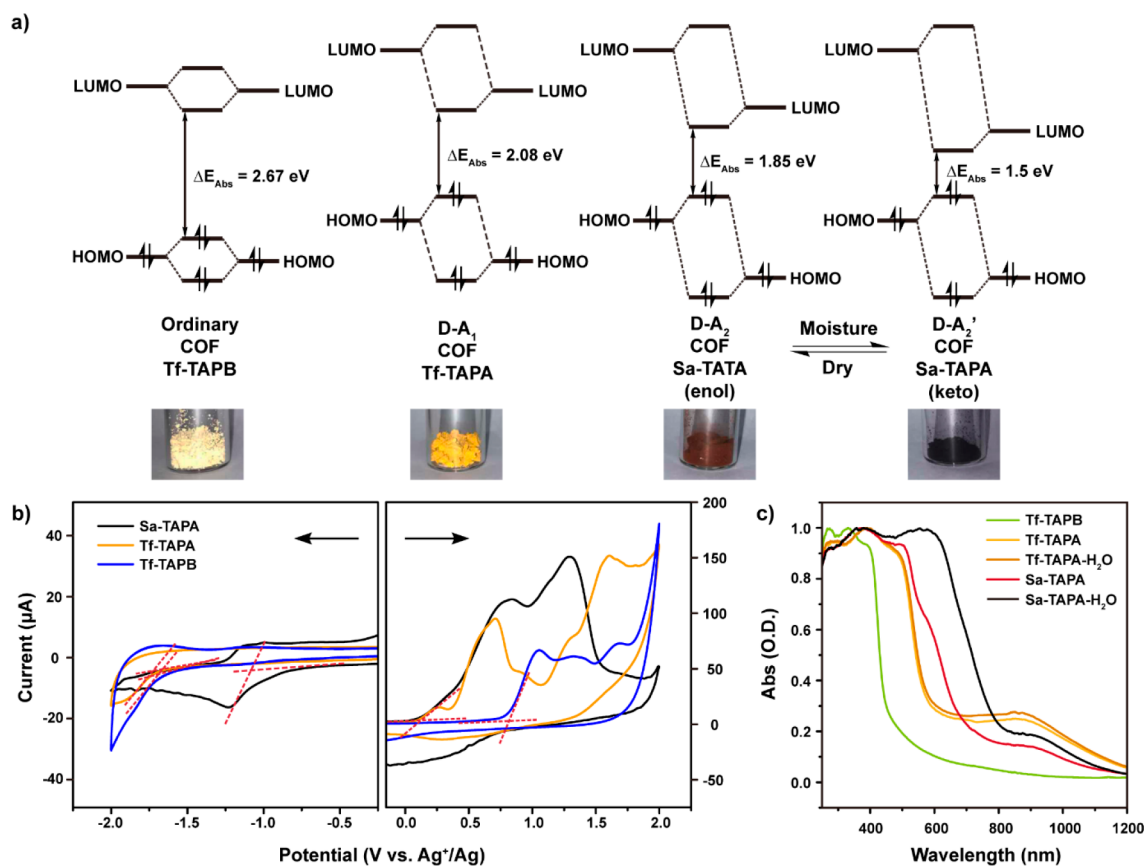 a)
LUMO
LUMO
ΔE_Abs = 2.67 eV
HOMO
HOMO
Ordinary
COF
Tf-TAPB
LUMO
LUMO
ΔE_Abs = 2.08 eV
HOMO
HOMO
D-A₁
COF
Tf-TAPA
LUMO
LUMO
ΔE_Abs = 1.85 eV
HOMO
HOMO
D-A₂
COF
Sa-TATA
(enol)
Moisture
Dry
LUMO
LUMO
ΔE_Abs = 1.5 eV
HOMO
HOMO
D-A₂’
COF
Sa-TAPA
(keto)
b)
Sa-TAPA
Tf-TAPA
Tf-TAPB
Current (μA)
40
20
0
-20
-40
-2.0
-1.5
-1.0
-0.5
200
150
100
50
0
-50
0.0
0.5
1.0
1.5
2.0
Potential (V vs. Ag⁺/Ag)
c)
Tf-TAPB
Tf-TAPA
Tf-TAPA-H₂O
Sa-TAPA
Sa-TAPA-H₂O
Abs (O.D.)
1.0
0.8
0.6
0.4
0.2
0.0
400
600
800
1000
1200
Wavelength (nm)